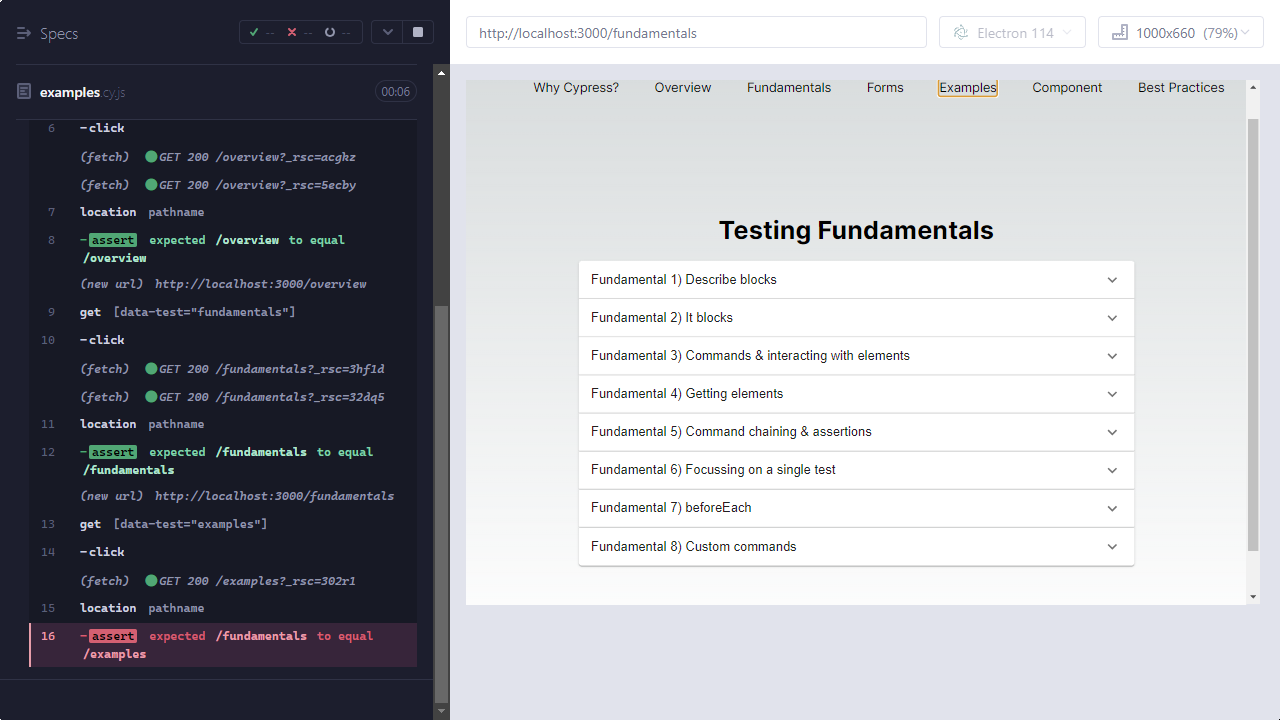 Specs
-- -- --
examples.cy.js 00:06
6 -click
(fetch) GET 200 /overview?_rsc=acgkz
(fetch) GET 200 /overview?_rsc=5ecby
7 location pathname
8 -assert expected /overview to equal
/overview
(new url) http://localhost:3000/overview
9 get [data-test="fundamentals"]
10 -click
(fetch) GET 200 /fundamentals?_rsc=3hf1d
(fetch) GET 200 /fundamentals?_rsc=32dq5
11 location pathname
12 -assert expected /fundamentals to equal
/fundamentals
(new url) http://localhost:3000/fundamentals
13 get [data-test="examples"]
14 -click
(fetch) GET 200 /examples?_rsc=302r1
15 location pathname
16 -assert expected /fundamentals to equal
/examples
http://localhost:3000/fundamentals
Electron 114
1000x660 (79%)
Why Cypress? Overview Fundamentals Forms Examples Component Best Practices
Testing Fundamentals
Fundamental 1) Describe blocks
Fundamental 2) It blocks
Fundamental 3) Commands & interacting with elements
Fundamental 4) Getting elements
Fundamental 5) Command chaining & assertions
Fundamental 6) Focussing on a single test
Fundamental 7) beforeEach
Fundamental 8) Custom commands